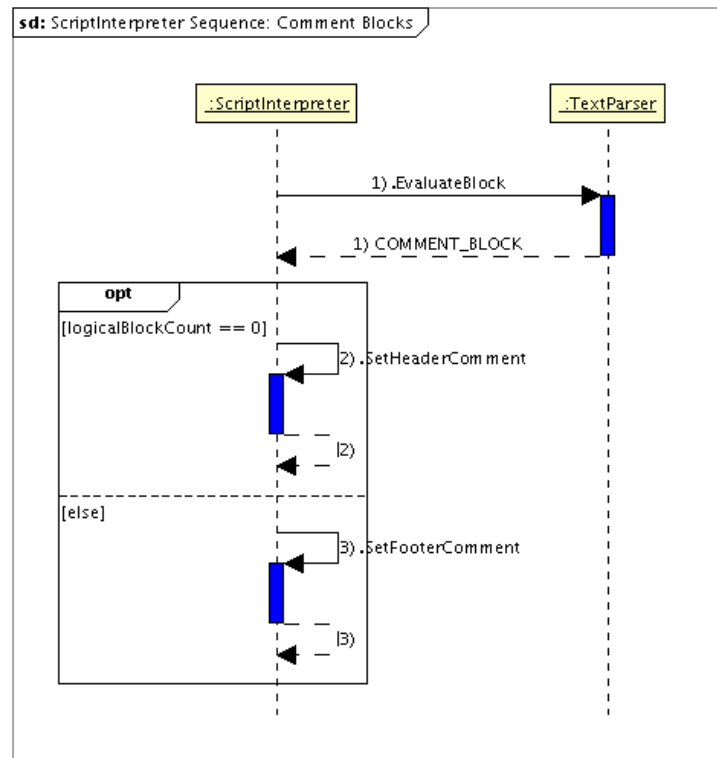 sd: ScriptInterpreter Sequence: Comment Blocks
:ScriptInterpreter
:TextParser
1).EvaluateBlock
1) COMMENT_BLOCK
opt
[logicalBlockCount == 0]
2).SetHeaderComment
2)
[else]
3).SetFooterComment
3)